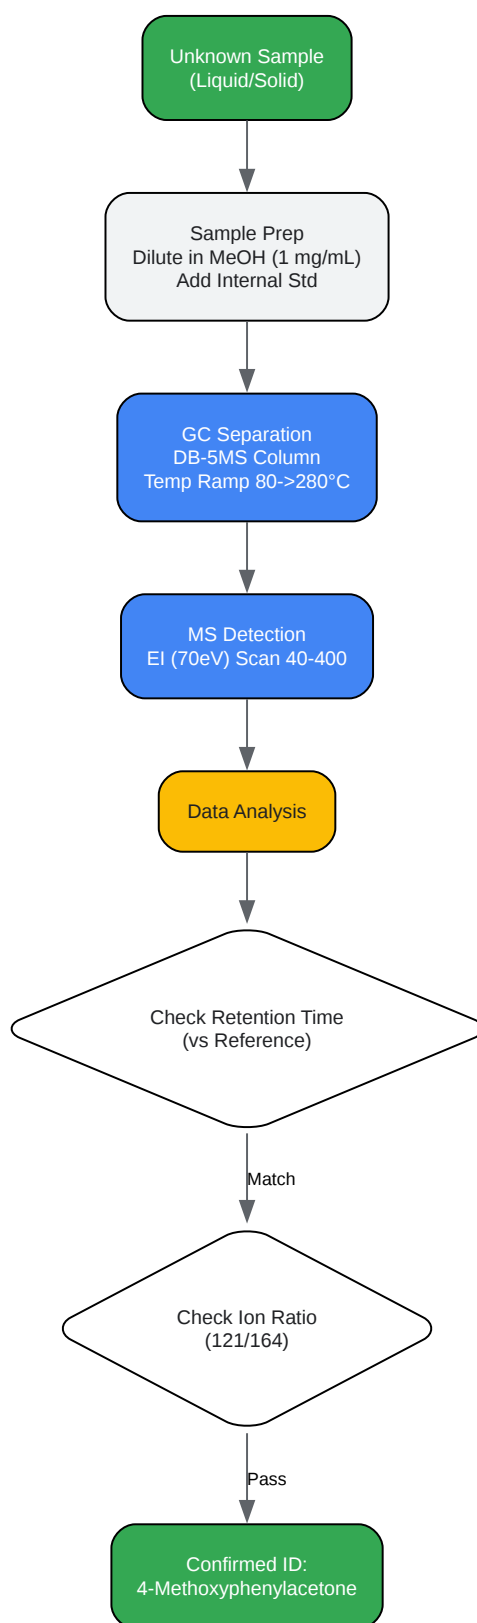 Unknown Sample
(Liquid/Solid)
Sample Prep
Dilute in MeOH (1 mg/mL)
Add Internal Std
GC Separation
DB-5MS Column
Temp Ramp 80->280°C
MS Detection
EI (70eV) Scan 40-400
Data Analysis
Check Retention Time
(vs Reference)
Match
Check Ion Ratio
(121/164)
Pass
Confirmed ID:
4-Methoxyphenylacetone